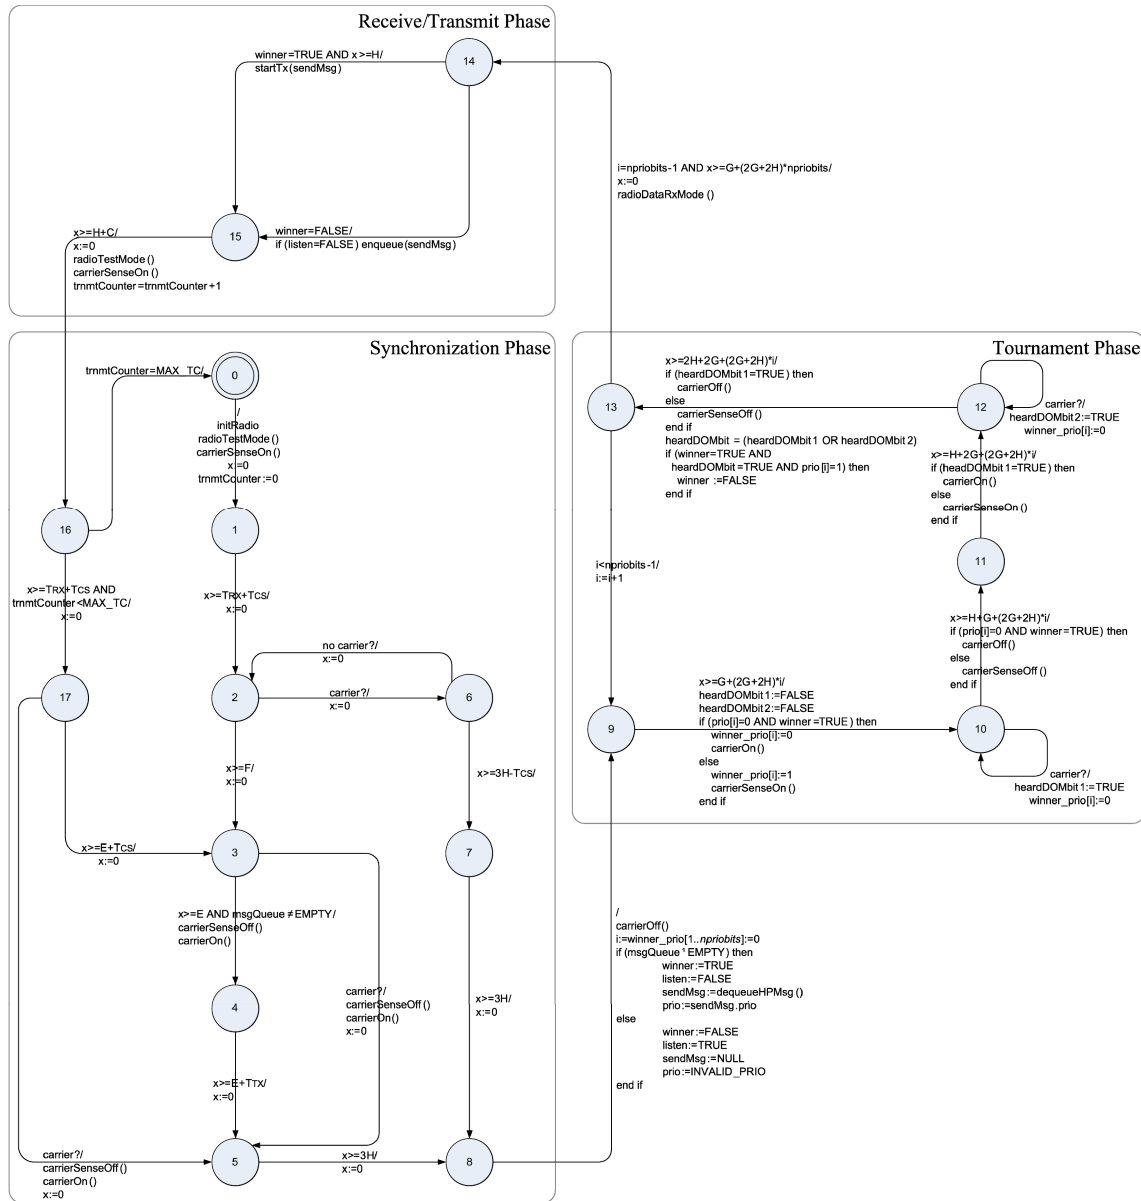 Receive/Transmit Phase
14
winner=TRUE AND x>=H/
startTx(sendMsg)
15
winner=FALSE/
if (listen=FALSE) enqueue(sendMsg)
x>=H+C/
x:=0
radioTestMode()
carrierSenseOn()
trnmtCounter=trnmtCounter+1
i=npriobits-1 AND x>=G+(2G+2H)*npriobits/
x:=0
radioDataRxMode()
Synchronization Phase
trnmtCounter=MAX_TC/
0
/
initRadio
radioTestMode()
carrierSenseOn()
x:=0
trnmtCounter:=0
16
1
x>=TRX+TCS AND
trnmtCounter<MAX_TC/
x:=0
x>=TRX+TCS/
x:=0
no carrier?/
x:=0
17
2
carrier?/
x:=0
6
x>=F/
x:=0
x>=3H-TCS/
x>=E+TCS/
x:=0
3
7
x>=E AND msgQueue ≠ EMPTY/
carrierSenseOff()
carrierOn()
4
carrier?/
carrierSenseOff()
carrierOn()
x:=0
x>=3H/
x:=0
x>=E+TTX/
x:=0
carrier?/
carrierSenseOff()
carrierOn()
x:=0
5
x>=3H/
x:=0
8
Tournament Phase
x>=2H+2G+(2G+2H)*i/
if (heardDOMbit1=TRUE) then
carrierOff()
else
carrierSenseOff()
end if
heardDOMbit = (heardDOMbit1 OR heardDOMbit2)
if (winner=TRUE AND
heardDOMbit=TRUE AND prio[i]=1) then
winner :=FALSE
end if
13
12
carrier?/
heardDOMbit2:=TRUE
winner_prio[i]:=0
x>=H+2G+(2G+2H)*i/
if (headDOMbit1=TRUE) then
carrierOn()
else
carrierSenseOn()
end if
11
i<npriobits-1/
i:=i+1
x>=H+G+(2G+2H)*i/
if (prio[i]=0 AND winner=TRUE) then
carrierOff()
else
carrierSenseOff()
end if
9
x>=G+(2G+2H)*i/
heardDOMbit1:=FALSE
heardDOMbit2:=FALSE
if (prio[i]=0 AND winner=TRUE) then
winner_prio[i]:=0
carrierOn()
else
winner_prio[i]:=1
carrierSenseOn()
end if
10
carrier?/
heardDOMbit1:=TRUE
winner_prio[i]:=0
/
carrierOff()
i:=winner_prio[1..npriobits]:=0
if (msgQueue ¹ EMPTY) then
winner:=TRUE
listen:=FALSE
sendMsg:=dequeueHPMsg()
prio:=sendMsg.prio
else
winner:=FALSE
listen:=TRUE
sendMsg:=NULL
prio:=INVALID_PRIO
end if